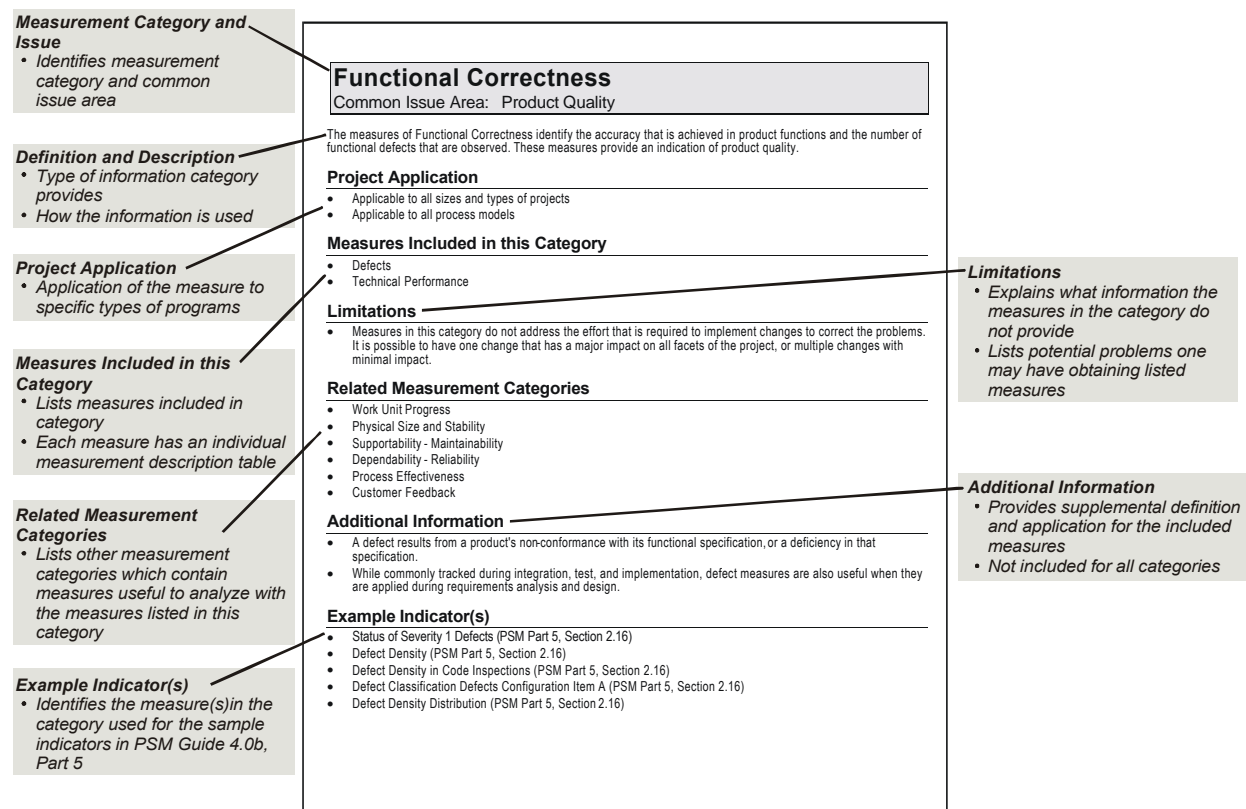 Measurement Category and
Issue
• Identifies measurement
category and common
issue area
Definition and Description
• Type of information category
provides
• How the information is used
Project Application
• Application of the measure to
specific types of programs
Measures Included in this
Category
• Lists measures included in
category
• Each measure has an individual
measurement description table
Related Measurement
Categories
• Lists other measurement
categories which contain
measures useful to analyze with
the measures listed in this
category
Example Indicator(s)
• Identifies the measure(s)in the
category used for the sample
indicators in PSM Guide 4.0b,
Part 5
Functional Correctness
Common Issue Area: Product Quality
The measures of Functional Correctness identify the accuracy that is achieved in product functions and the number of
functional defects that are observed. These measures provide an indication of product quality.
Project Application
• Applicable to all sizes and types of projects
• Applicable to all process models
Measures Included in this Category
• Defects
• Technical Performance
Limitations
• Measures in this category do not address the effort that is required to implement changes to correct the problems.
It is possible to have one change that has a major impact on all facets of the project, or multiple changes with
minimal impact.
Related Measurement Categories
• Work Unit Progress
• Physical Size and Stability
• Supportability - Maintainability
• Dependability - Reliability
• Process Effectiveness
• Customer Feedback
Additional Information
• A defect results from a product's non-conformance with its functional specification, or a deficiency in that
specification.
• While commonly tracked during integration, test, and implementation, defect measures are also useful when they
are applied during requirements analysis and design.
Example Indicator(s)
• Status of Severity 1 Defects (PSM Part 5, Section 2.16)
• Defect Density (PSM Part 5, Section 2.16)
• Defect Density in Code Inspections (PSM Part 5, Section 2.16)
• Defect Classification Defects Configuration Item A (PSM Part 5, Section 2.16)
• Defect Density Distribution (PSM Part 5, Section 2.16)
Limitations
• Explains what information the
measures in the category do
not provide
• Lists potential problems one
may have obtaining listed
measures
Additional Information
• Provides supplemental definition
and application for the included
measures
• Not included for all categories